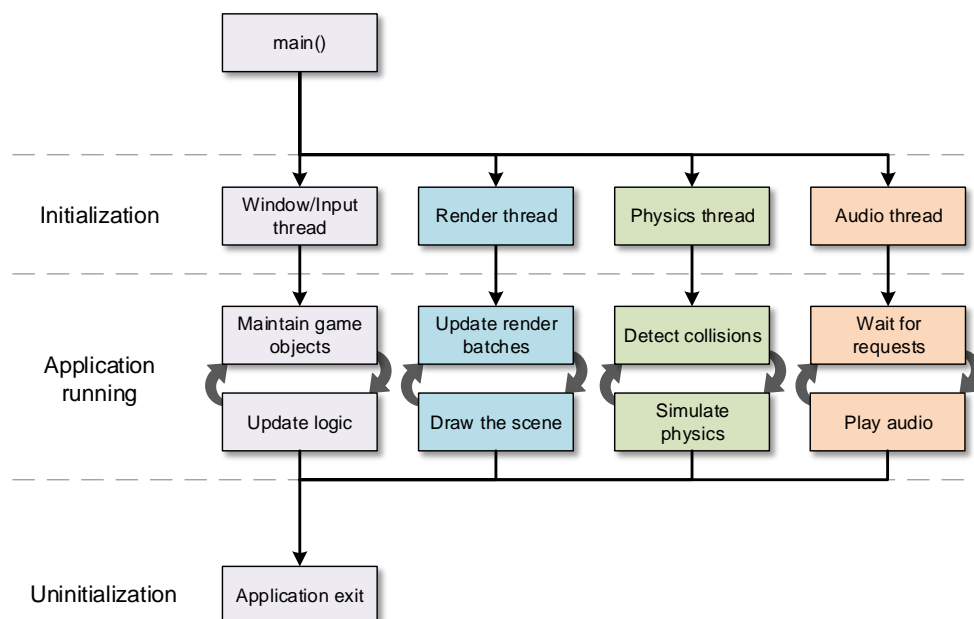 main()
Initialization
Window/Input
thread
Render thread
Physics thread
Audio thread
Application
running
Maintain game
objects
Update render
batches
Detect collisions
Wait for
requests
Update logic
Draw the scene
Simulate
physics
Play audio
Uninitialization
Application exit